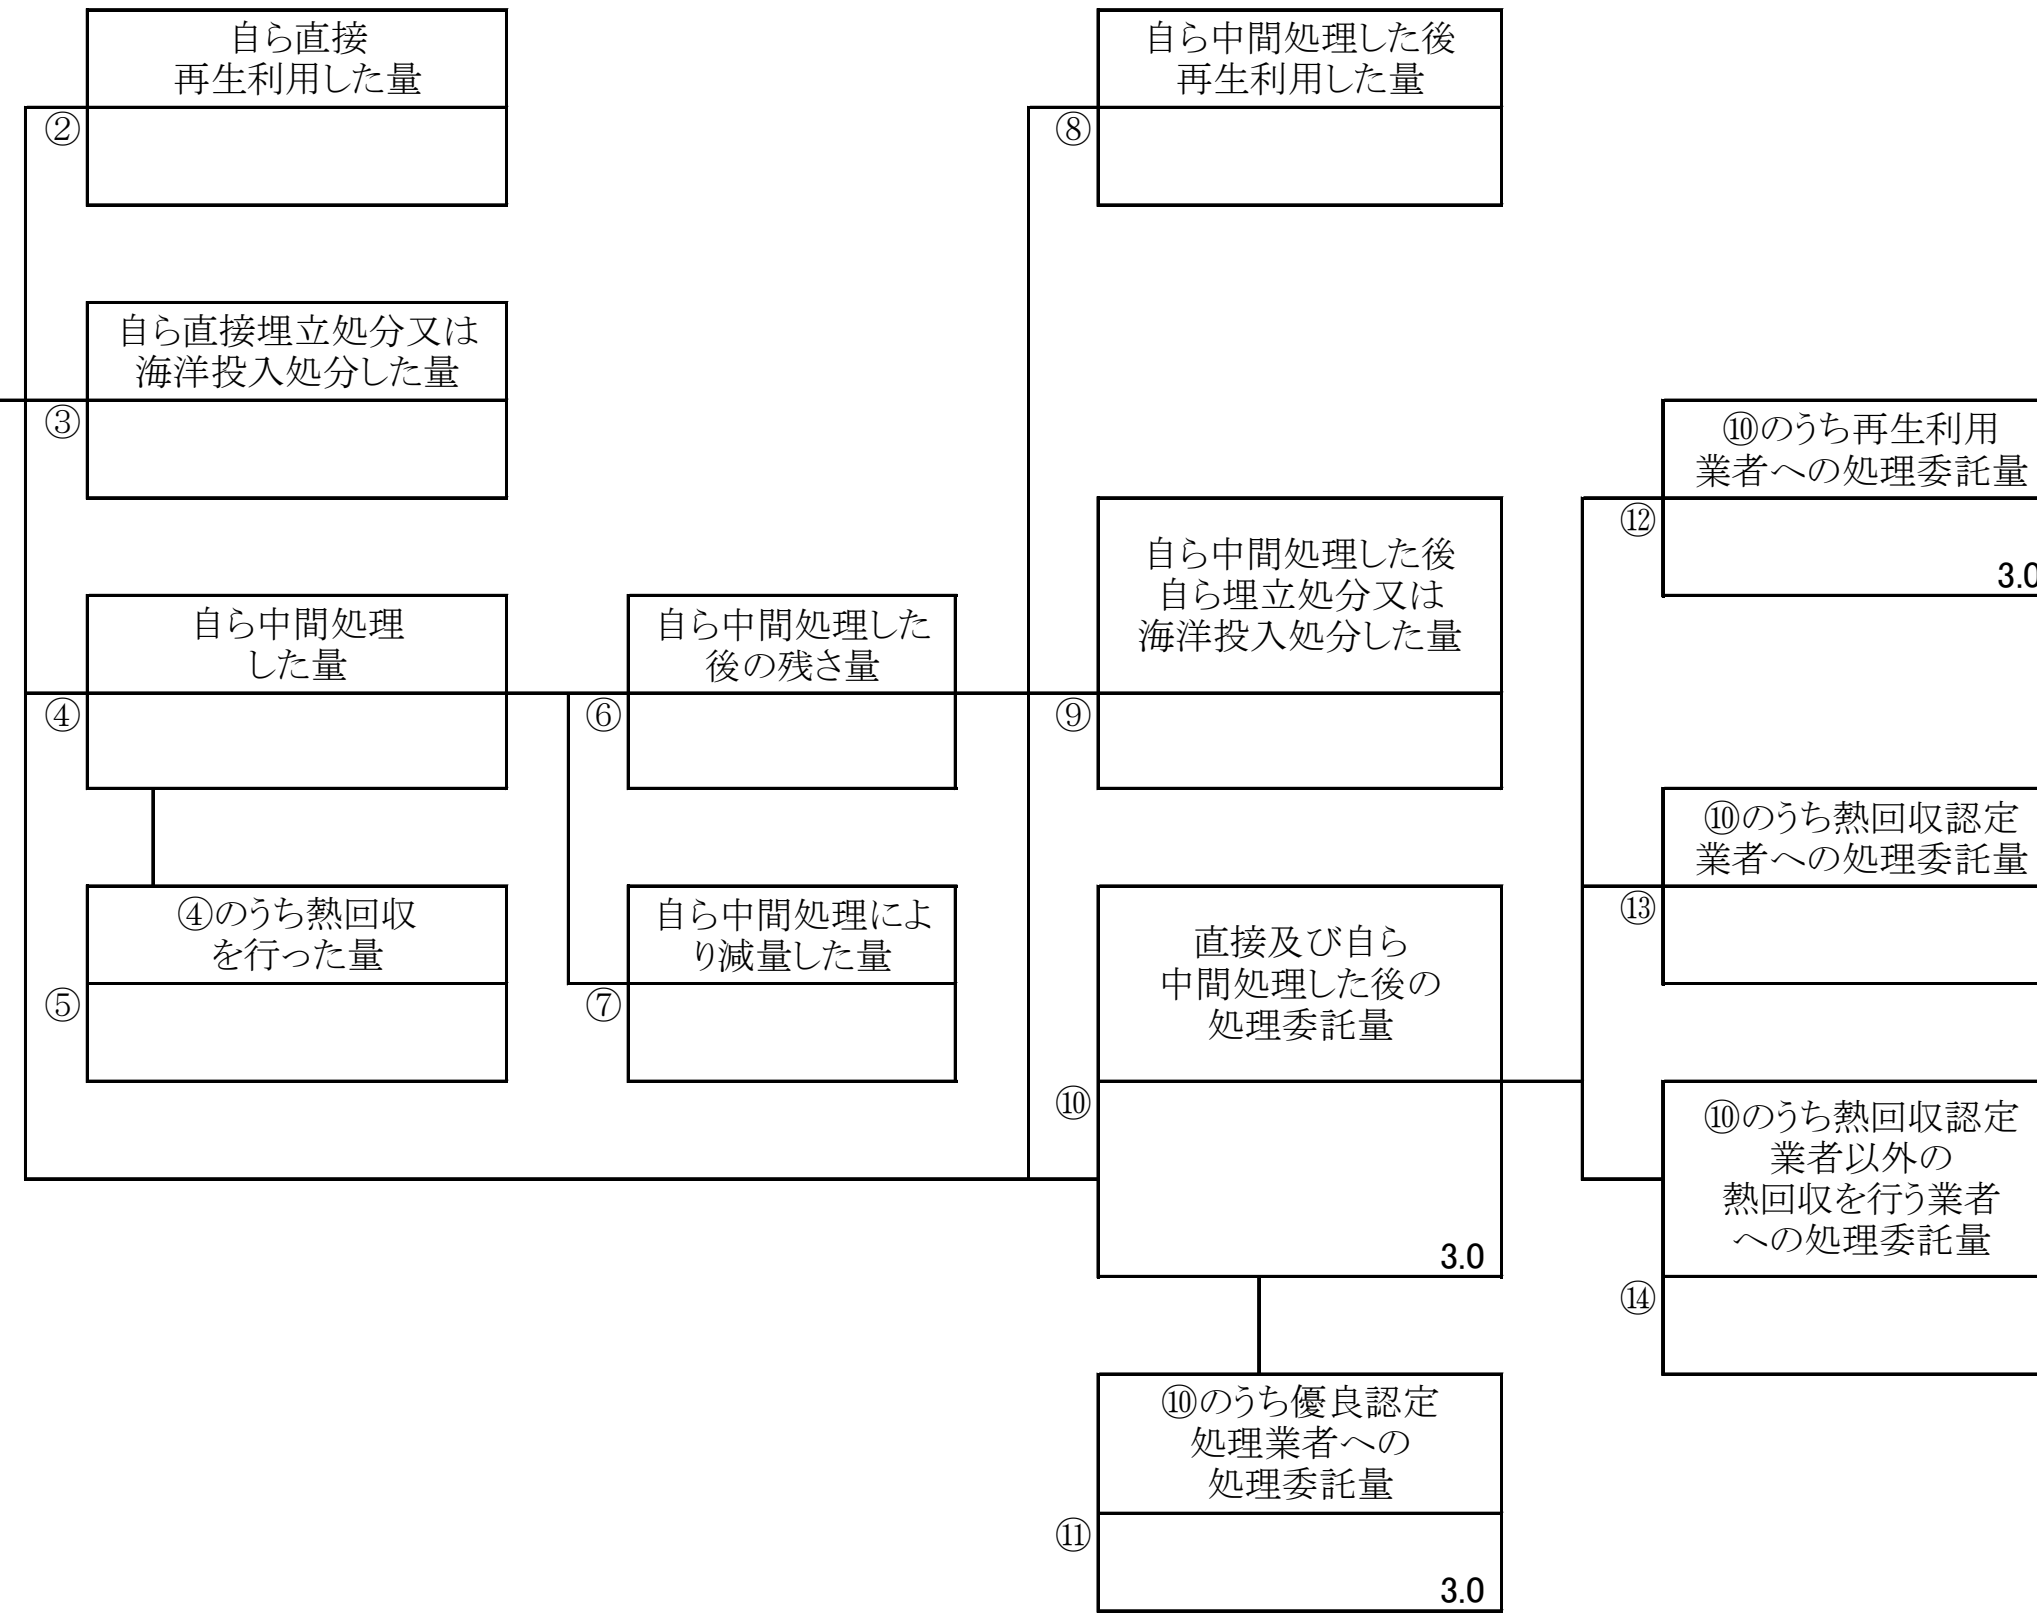 自ら直接
再生利用した量
②
自ら直接埋立処分又は
海洋投入処分した量
③
自ら中間処理
した量
④
④のうち熱回収
を行った量
⑤
自ら中間処理した
後の残さ量
⑥
自ら中間処理によ
り減量した量
⑦
自ら中間処理した後
再生利用した量
⑧
自ら中間処理した後
自ら埋立処分又は
海洋投入処分した量
⑨
直接及び自ら
中間処理した後の
処理委託量
⑩
3.0
⑩のうち優良認定
処理業者への
処理委託量
⑪
3.0
⑩のうち再生利用
業者への処理委託量
⑫
3.0
⑩のうち熱回収認定
業者への処理委託量
⑬
⑩のうち熱回収認定
業者以外の
熱回収を行う業者
への処理委託量
⑭